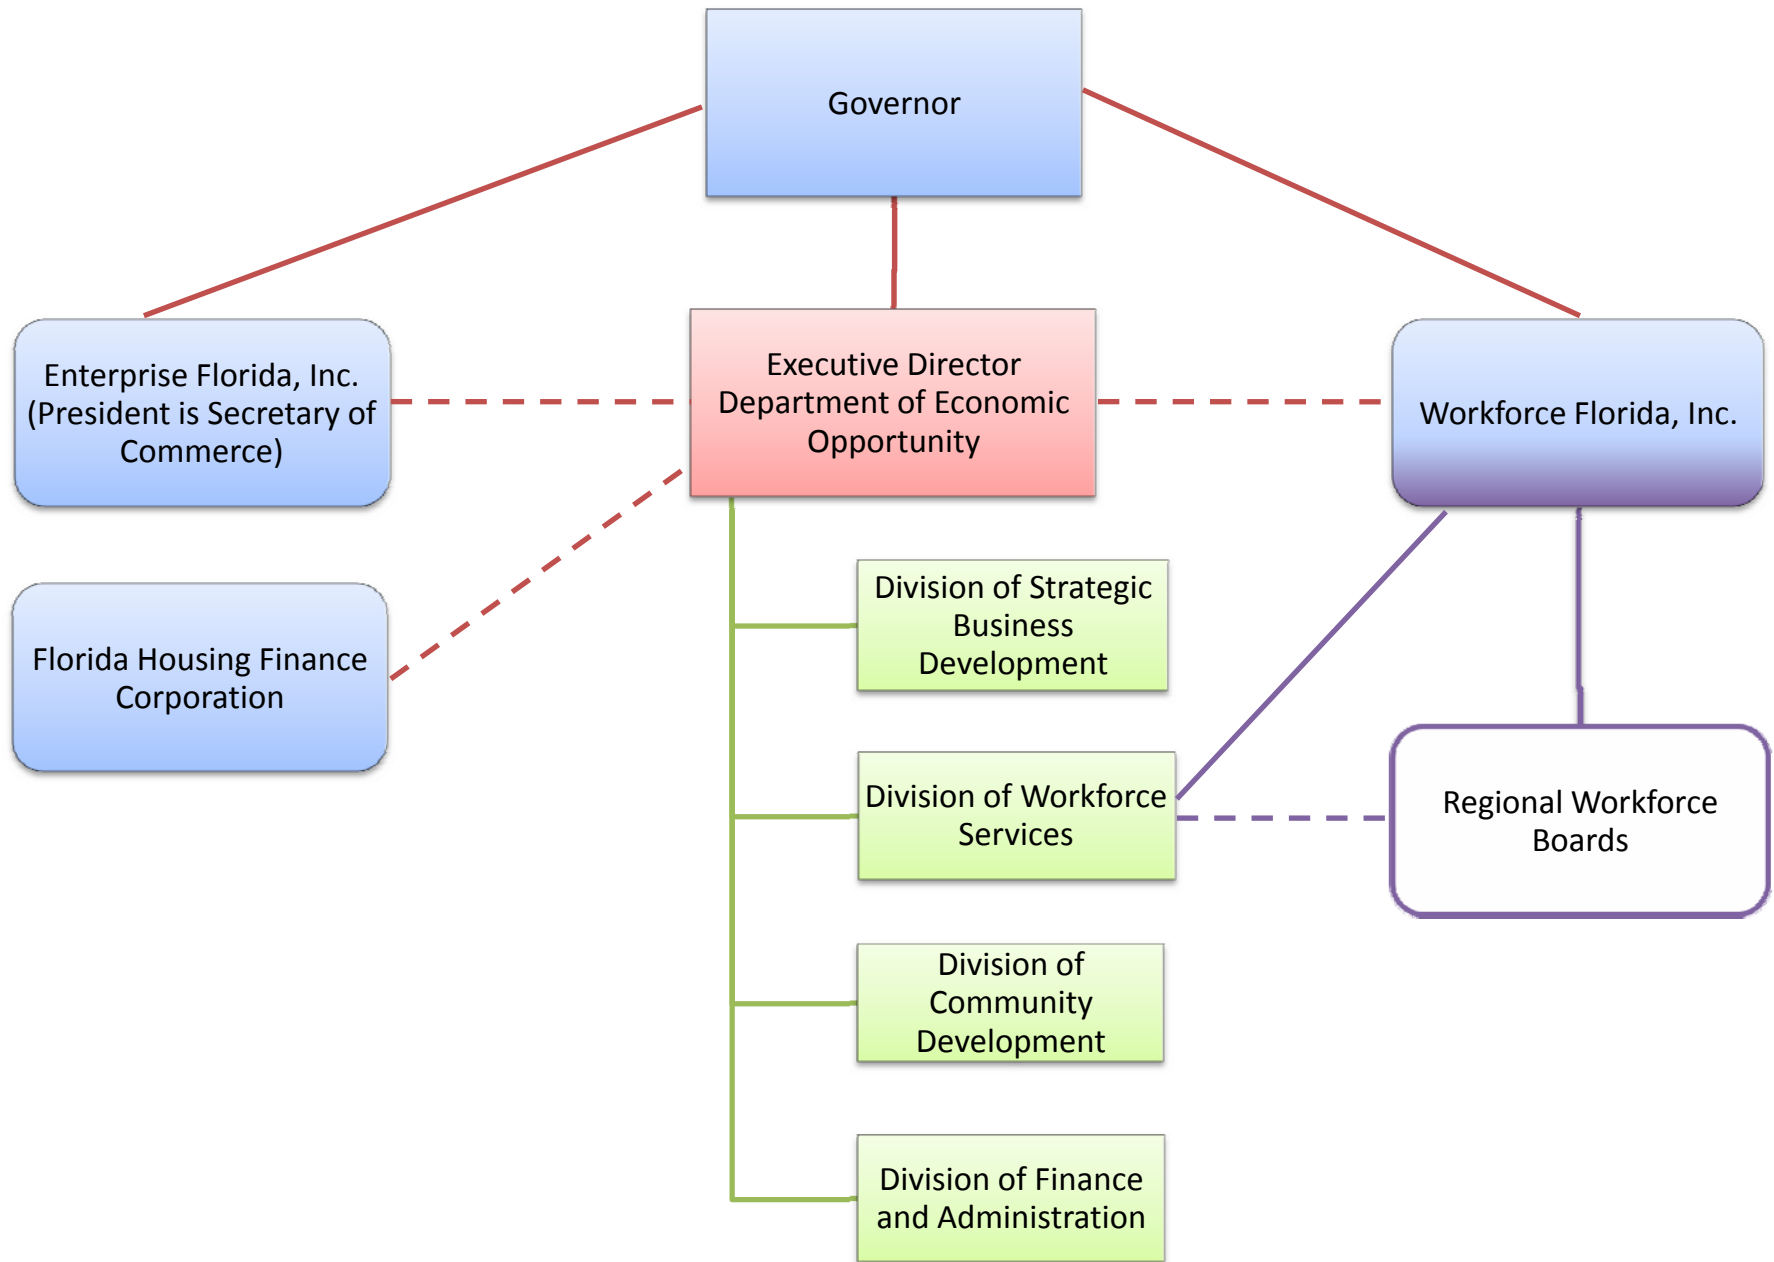 Governor
Enterprise Florida, Inc.
(President is Secretary of
Commerce)
Executive Director
Department of Economic
Opportunity
Workforce Florida, Inc.
Florida Housing Finance
Corporation
Division of Strategic
Business
Development
Division of Workforce
Services
Regional Workforce
Boards
Division of
Community
Development
Division of Finance
and Administration